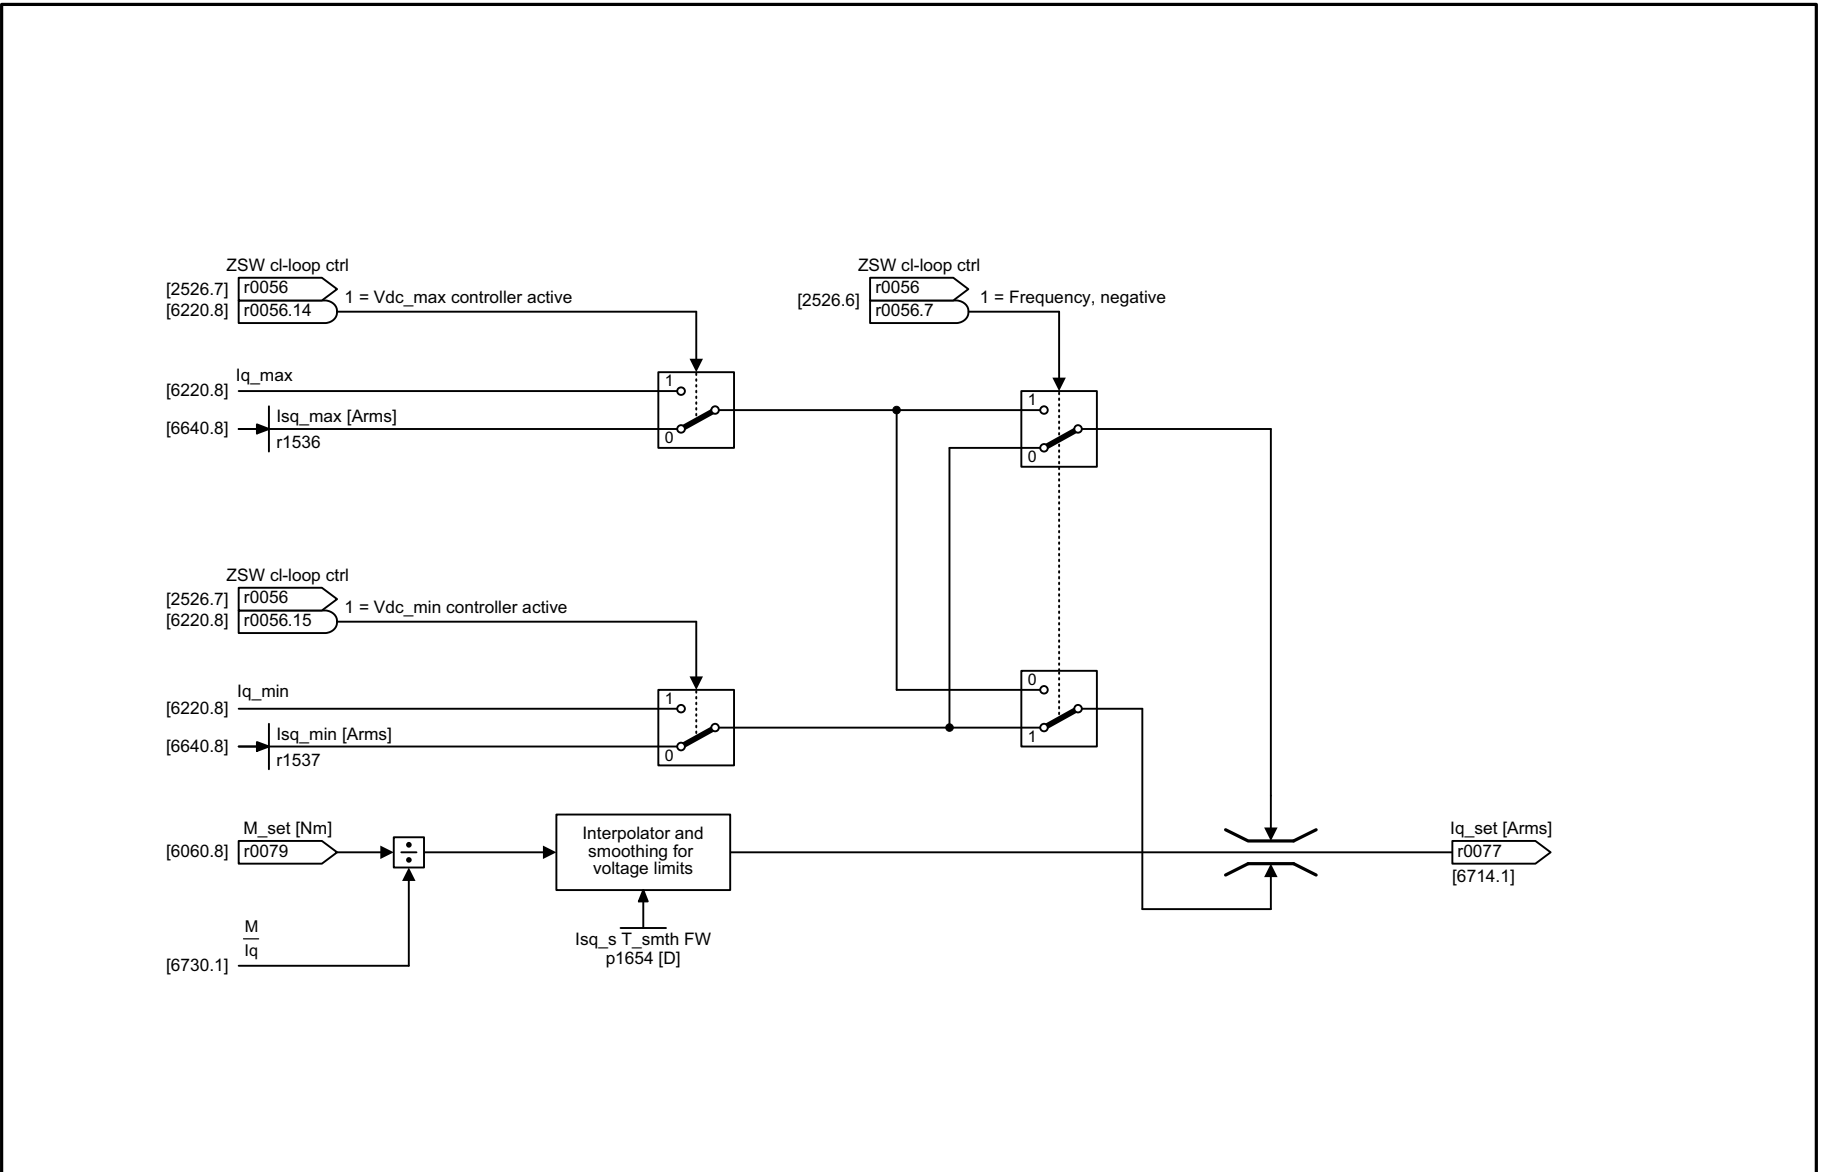 ZSW cl-loop ctrl
[2526.7] r0056
1 = Vdc_max controller active
[6220.8] r0056.14
ZSW cl-loop ctrl
r0056
[2526.6]
1 = Frequency, negative
r0056.7
Iq_max
[6220.8]
1
Isq_max [Arms]
[6640.8]
r1536
0
1
0
ZSW cl-loop ctrl
[2526.7] r0056
1 = Vdc_min controller active
[6220.8] r0056.15
Iq_min
[6220.8]
1
Isq_min [Arms]
[6640.8]
r1537
0
0
1
M_set [Nm]
[6060.8] r0079
÷
Interpolator and
smoothing for
voltage limits
Iq_set [Arms]
r0077
[6714.1]
M
Iq
[6730.1]
Isq_s T_smth FW
p1654 [D]